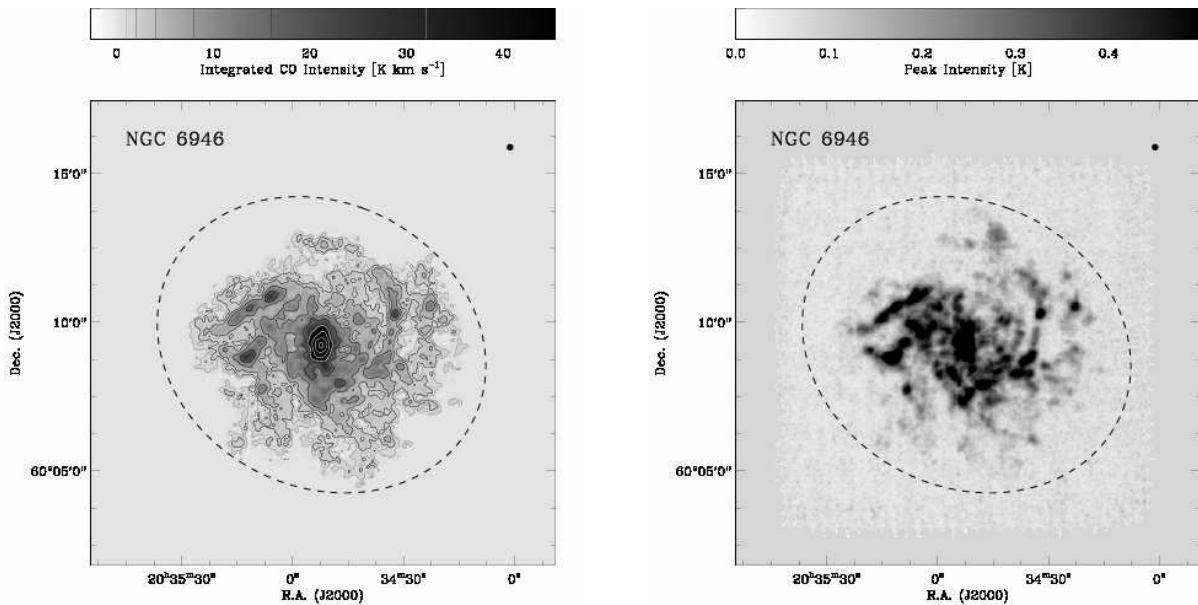 0 10 20 30 40
Integrated CO Intensity [K km s⁻¹]
NGC 6946
15'0"
10'0"
60°05'0"
Dec. (J2000)
20ʰ35ᵐ30ˢ 0ˢ 34ᵐ30ˢ 0ˢ
R.A. (J2000)
0.0 0.1 0.2 0.3 0.4
Peak Intensity [K]
NGC 6946
15'0"
10'0"
60°05'0"
Dec. (J2000)
20ʰ35ᵐ30ˢ 0ˢ 34ᵐ30ˢ 0ˢ
R.A. (J2000)